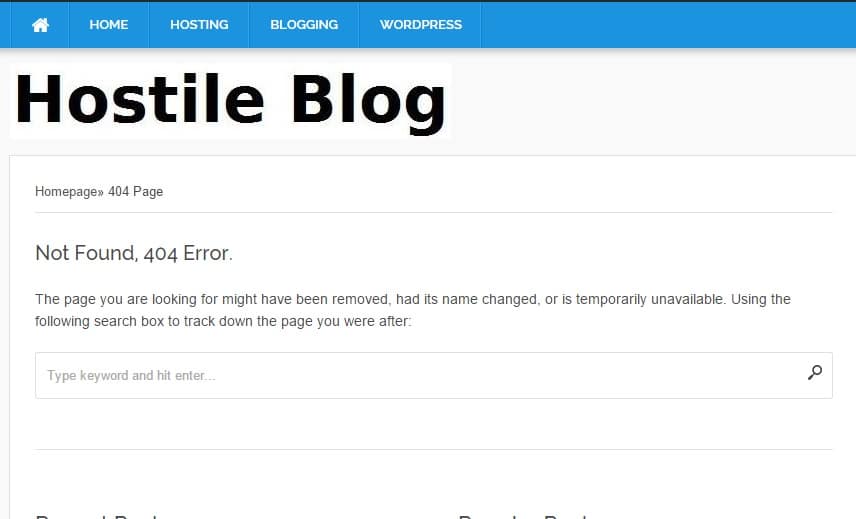 HOME HOSTING BLOGGING WORDPRESS
Hostile Blog
Homepage» 404 Page
Not Found, 404 Error.
The page you are looking for might have been removed, had its name changed, or is temporarily unavailable. Using the
following search box to track down the page you were after:
Type keyword and hit enter...